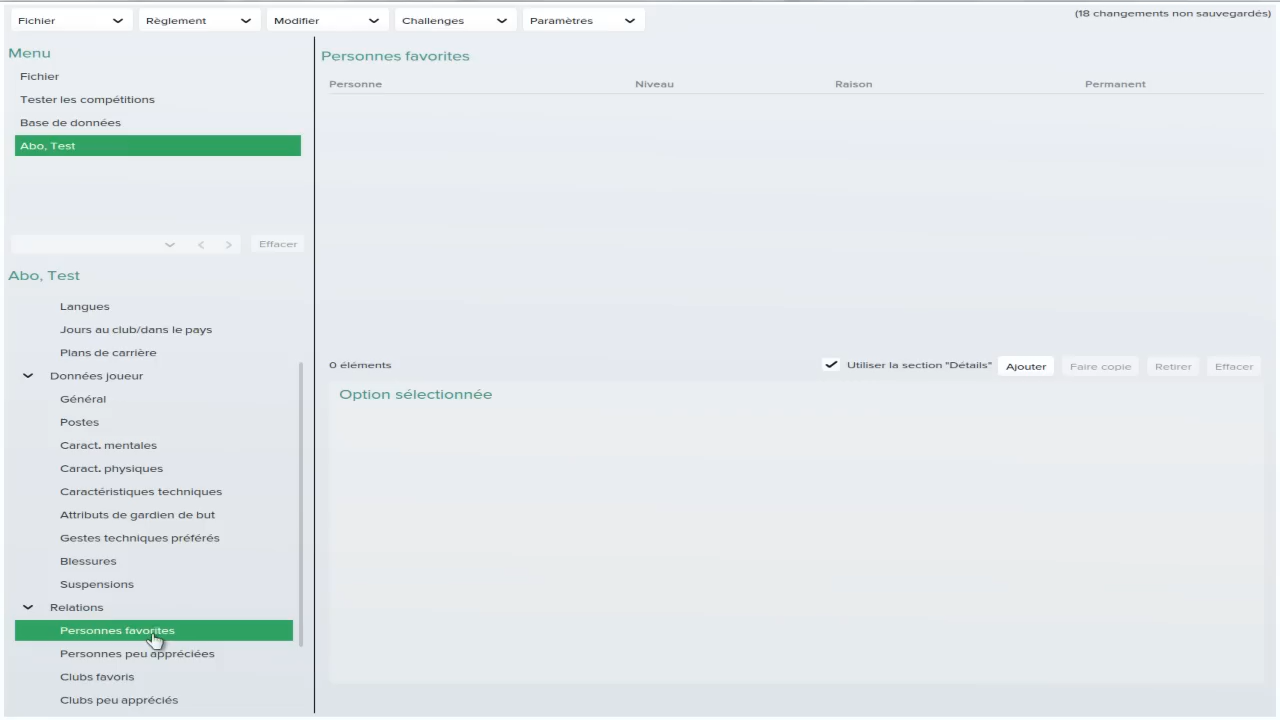 Fichier Règlement Modifier Challenges Paramètres (18 changements non sauvegardés)
Menu
Fichier
Tester les compétitions
Base de données
Abo, Test
Effacer
Abo, Test
Langues
Jours au club/dans le pays
Plans de carrière
Données joueur
Général
Postes
Caract. mentales
Caract. physiques
Caractéristiques techniques
Attributs de gardien de but
Gestes techniques préférés
Blessures
Suspensions
Relations
Personnes favorites
Personnes peu appréciées
Clubs favoris
Clubs peu appréciés
Personnes favorites
Personne Niveau Raison Permanent
0 éléments Utiliser la section "Détails" Ajouter Faire copie Retirer Effacer
Option sélectionnée